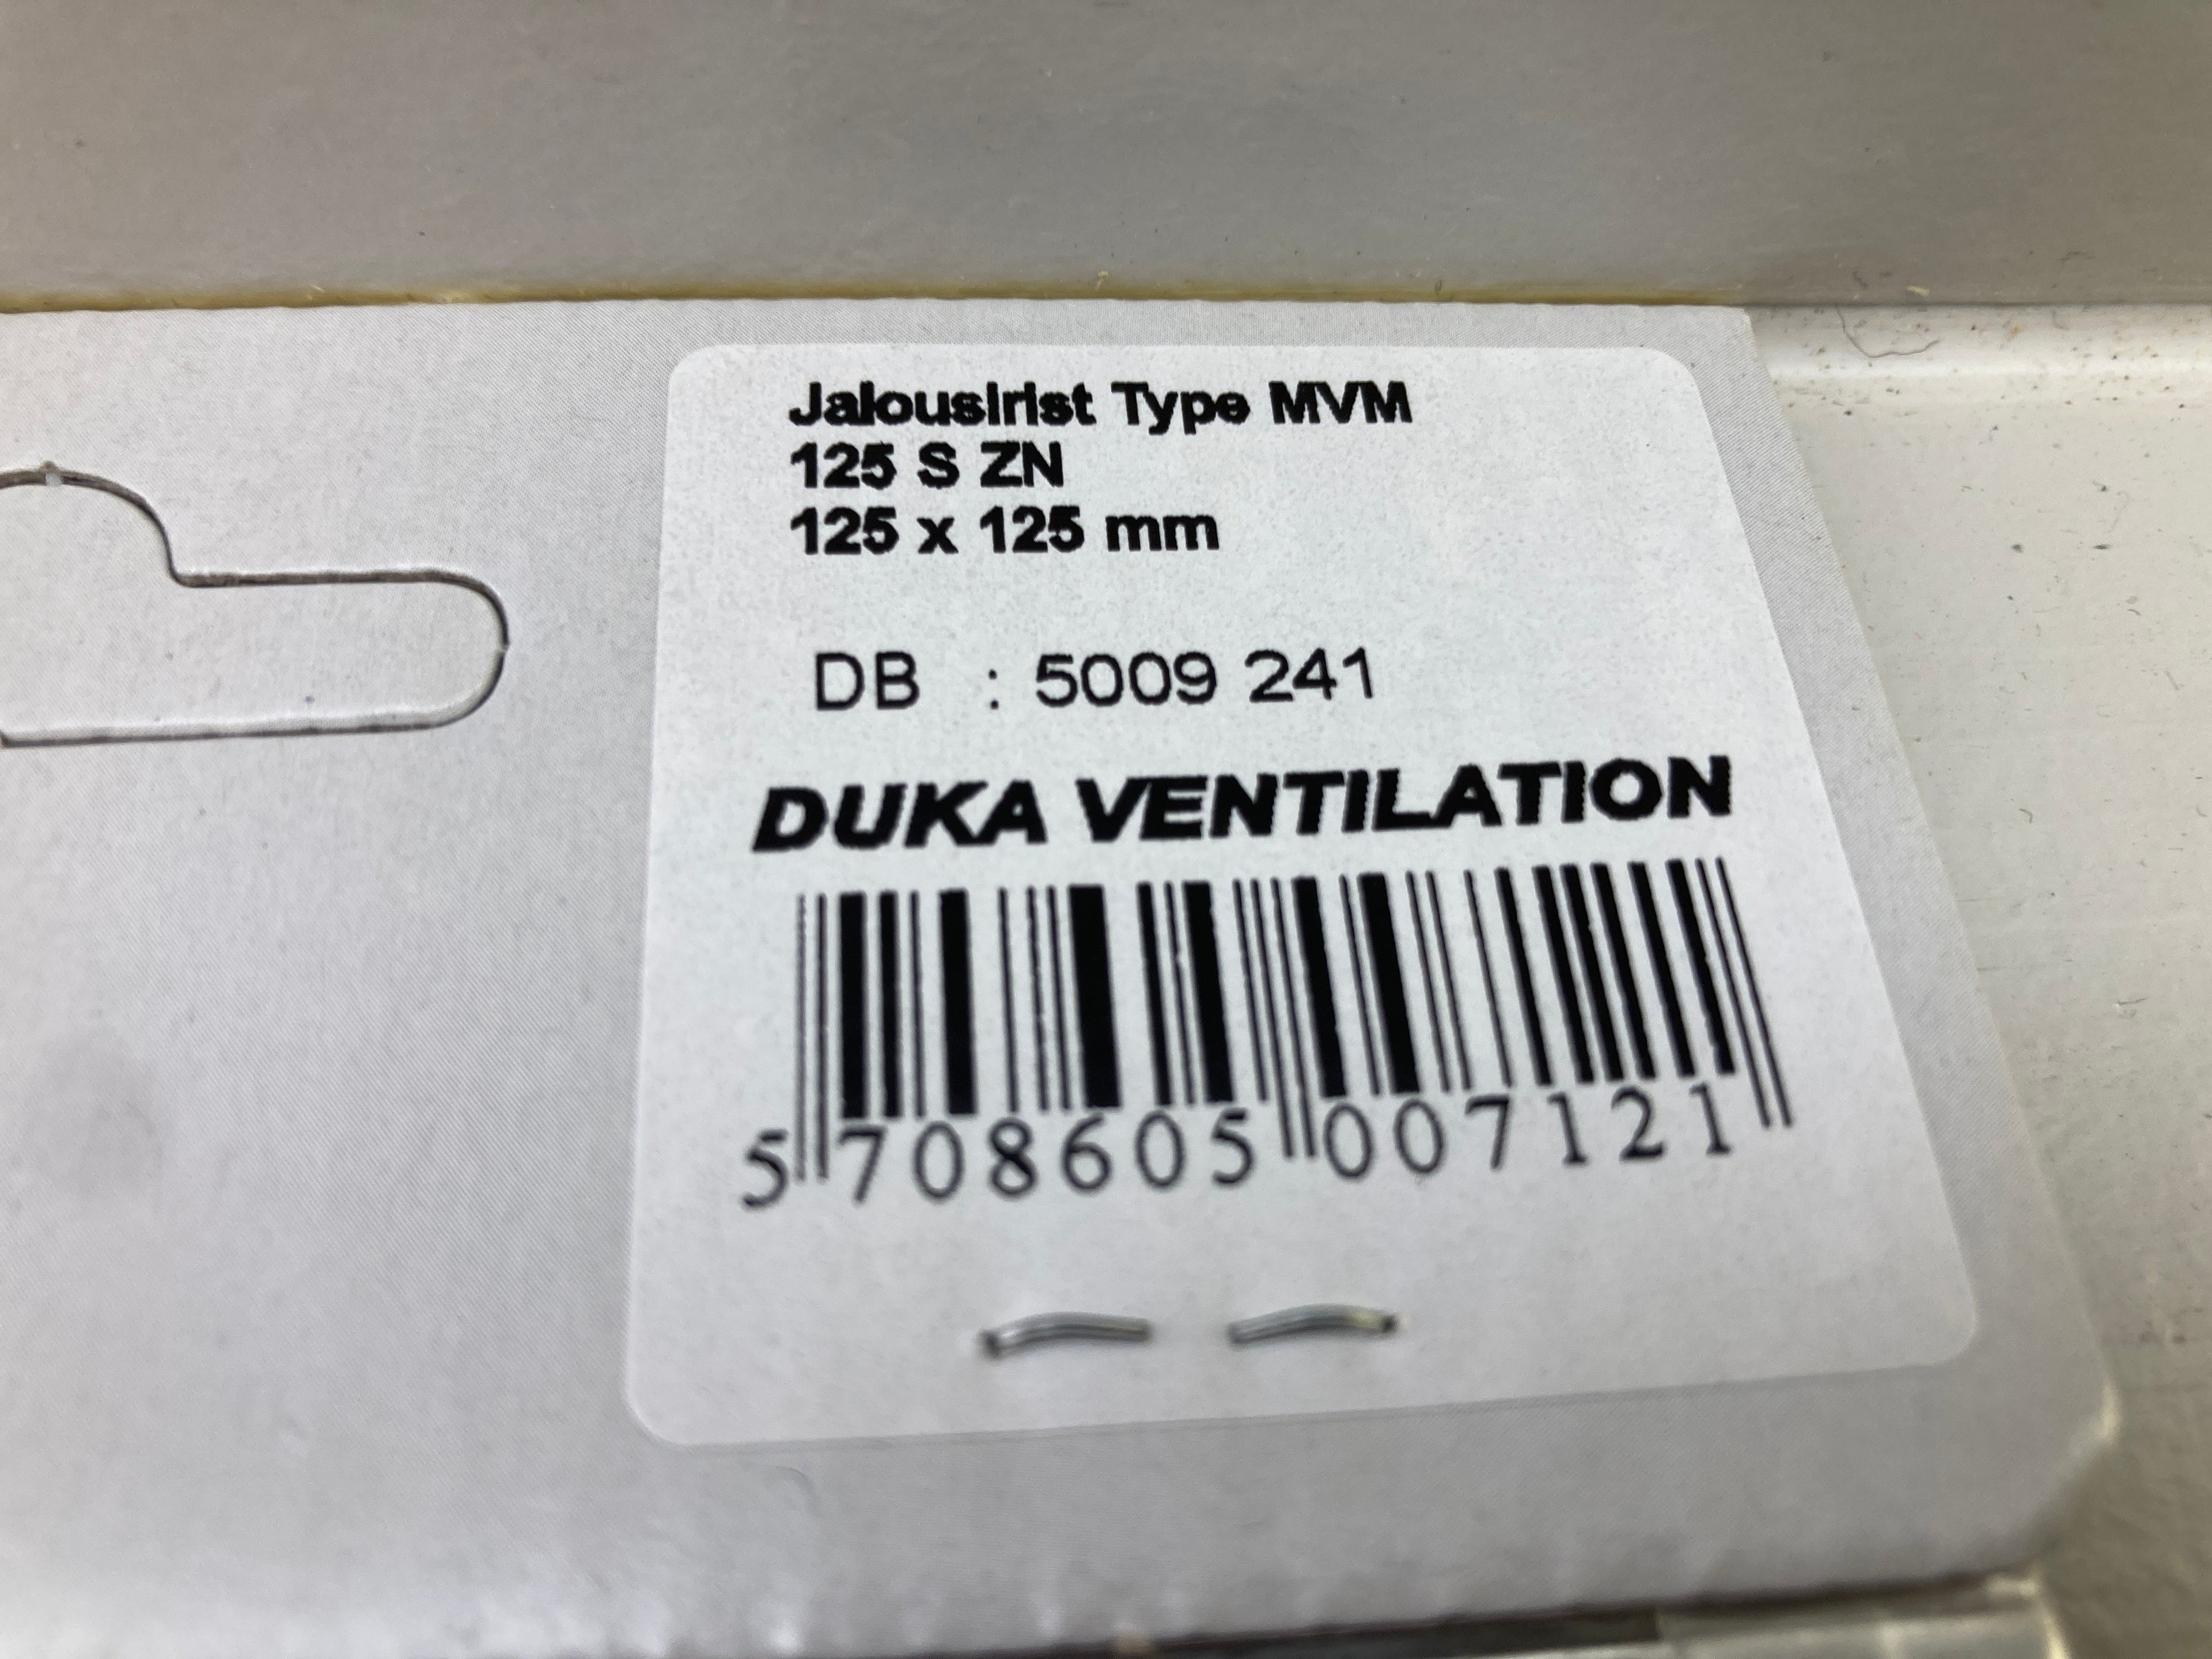 Jalousirist Type MVM
125 S ZN
125 x 125 mm
DB : 5009 241
DUKA VENTILATION
5 708605 007121